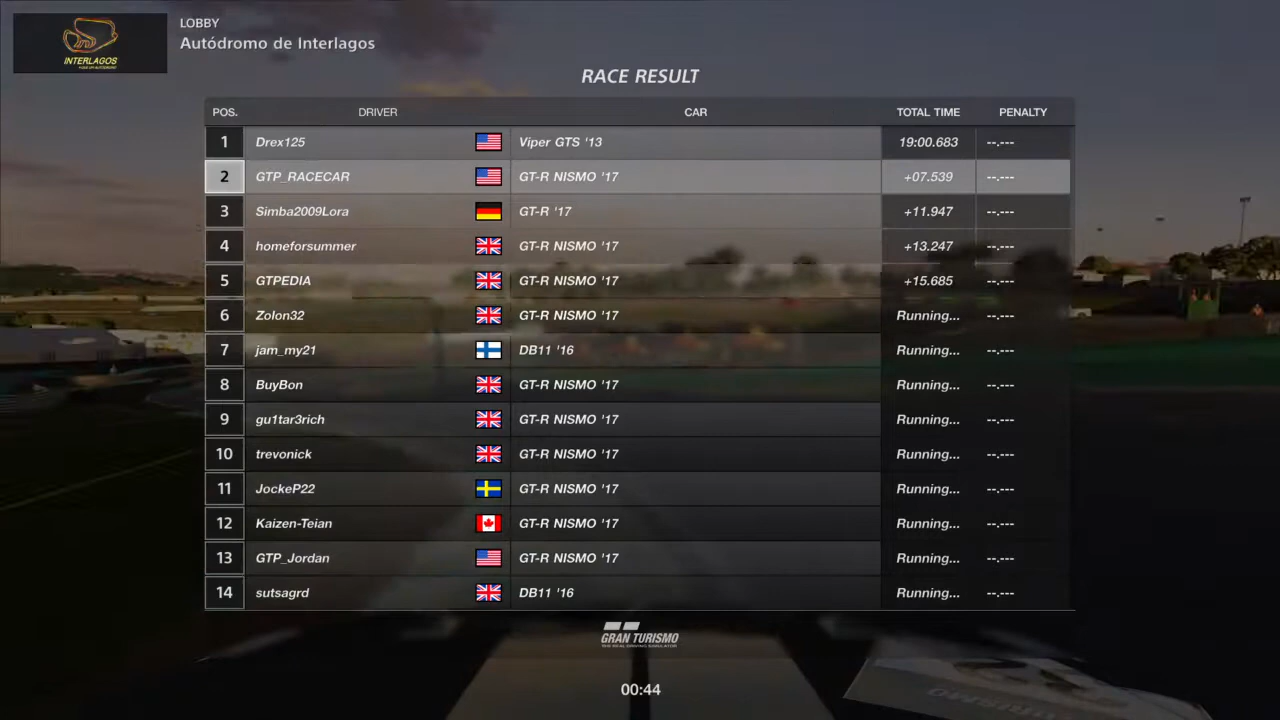 LOBBY
Autódromo de Interlagos
INTERLAGOS
RACE RESULT
POS. DRIVER CAR TOTAL TIME PENALTY
1 Drex125 Viper GTS '13 19:00.683 --.---
2 GTP_RACECAR GT-R NISMO '17 +07.539 --.---
3 Simba2009Lora GT-R '17 +11.947 --.---
4 homeforsummer GT-R NISMO '17 +13.247 --.---
5 GTPEDIA GT-R NISMO '17 +15.685 --.---
6 Zolon32 GT-R NISMO '17 Running... --.---
7 jam_my21 DB11 '16 Running... --.---
8 BuyBon GT-R NISMO '17 Running... --.---
9 gu1tar3rich GT-R NISMO '17 Running... --.---
10 trevonick GT-R NISMO '17 Running... --.---
11 JockeP22 GT-R NISMO '17 Running... --.---
12 Kaizen-Teian GT-R NISMO '17 Running... --.---
13 GTP_Jordan GT-R NISMO '17 Running... --.---
14 sutsagrd DB11 '16 Running... --.---
GRAN TURISMO
THE REAL DRIVING SIMULATOR
00:44